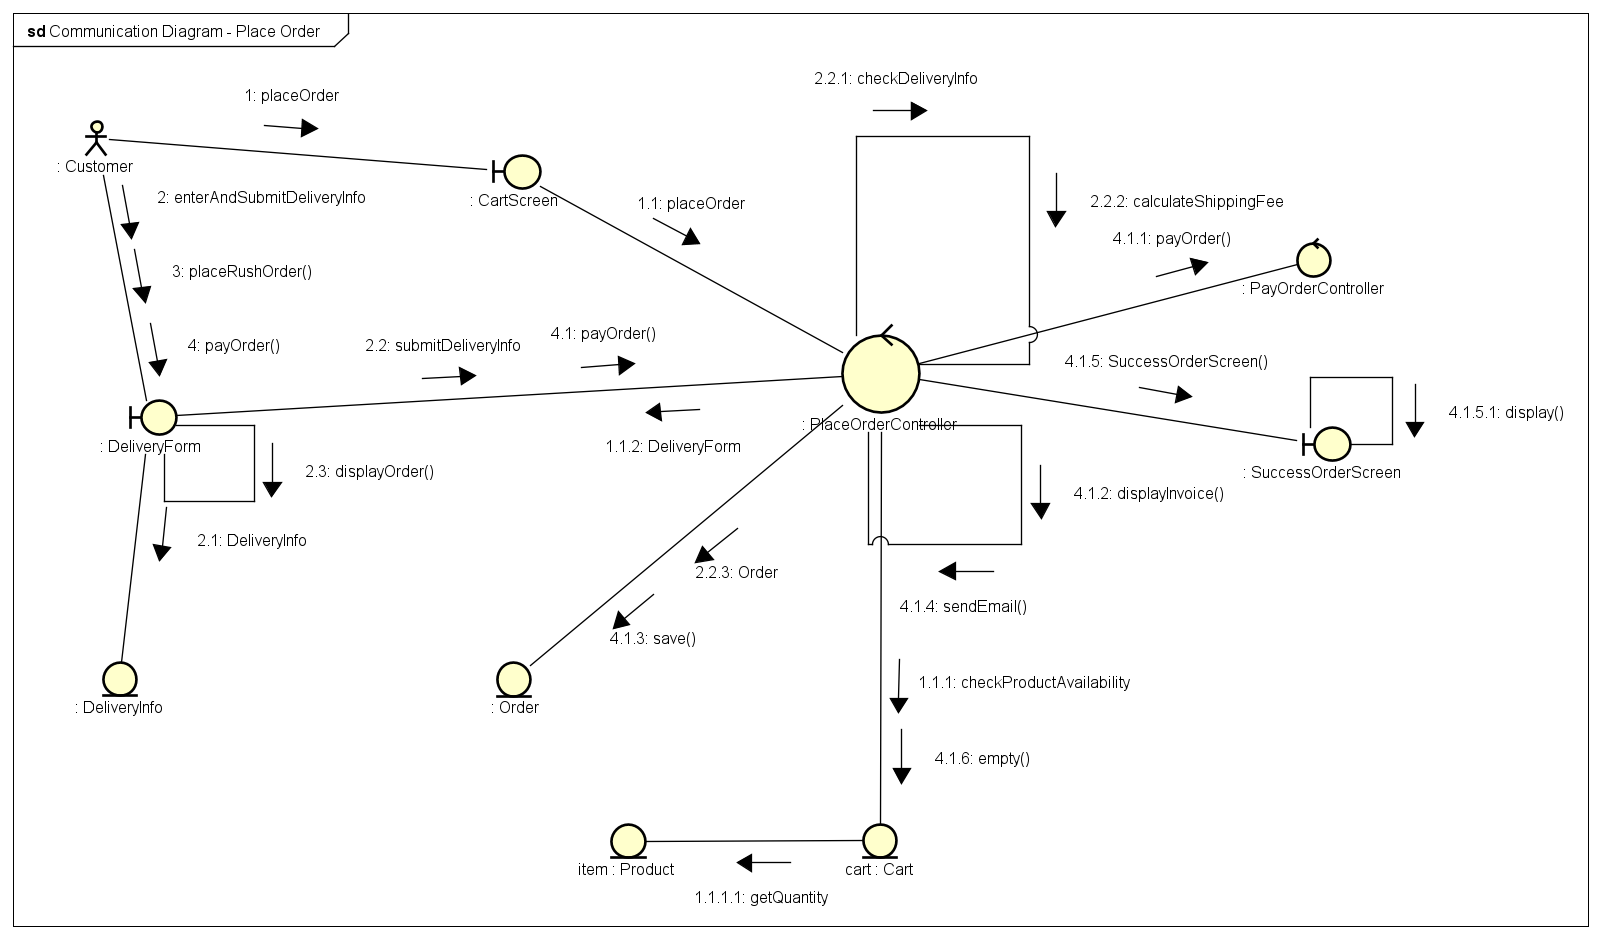 sd Communication Diagram - Place Order
2.2.1: checkDeliveryInfo
1: placeOrder
: Customer
2: enterAndSubmitDeliveryInfo
: CartScreen
1.1: placeOrder
2.2.2: calculateShippingFee
4.1.1: payOrder()
3: placeRushOrder()
: PayOrderController
4: payOrder()
2.2: submitDeliveryInfo
4.1: payOrder()
4.1.5: SuccessOrderScreen()
4.1.5.1: display()
: PlaceOrderController
: DeliveryForm
1.1.2: DeliveryForm
2.3: displayOrder()
: SuccessOrderScreen
4.1.2: displayInvoice()
2.1: DeliveryInfo
2.2.3: Order
4.1.4: sendEmail()
4.1.3: save()
1.1.1: checkProductAvailability
: DeliveryInfo
: Order
4.1.6: empty()
item : Product
cart : Cart
1.1.1.1: getQuantity